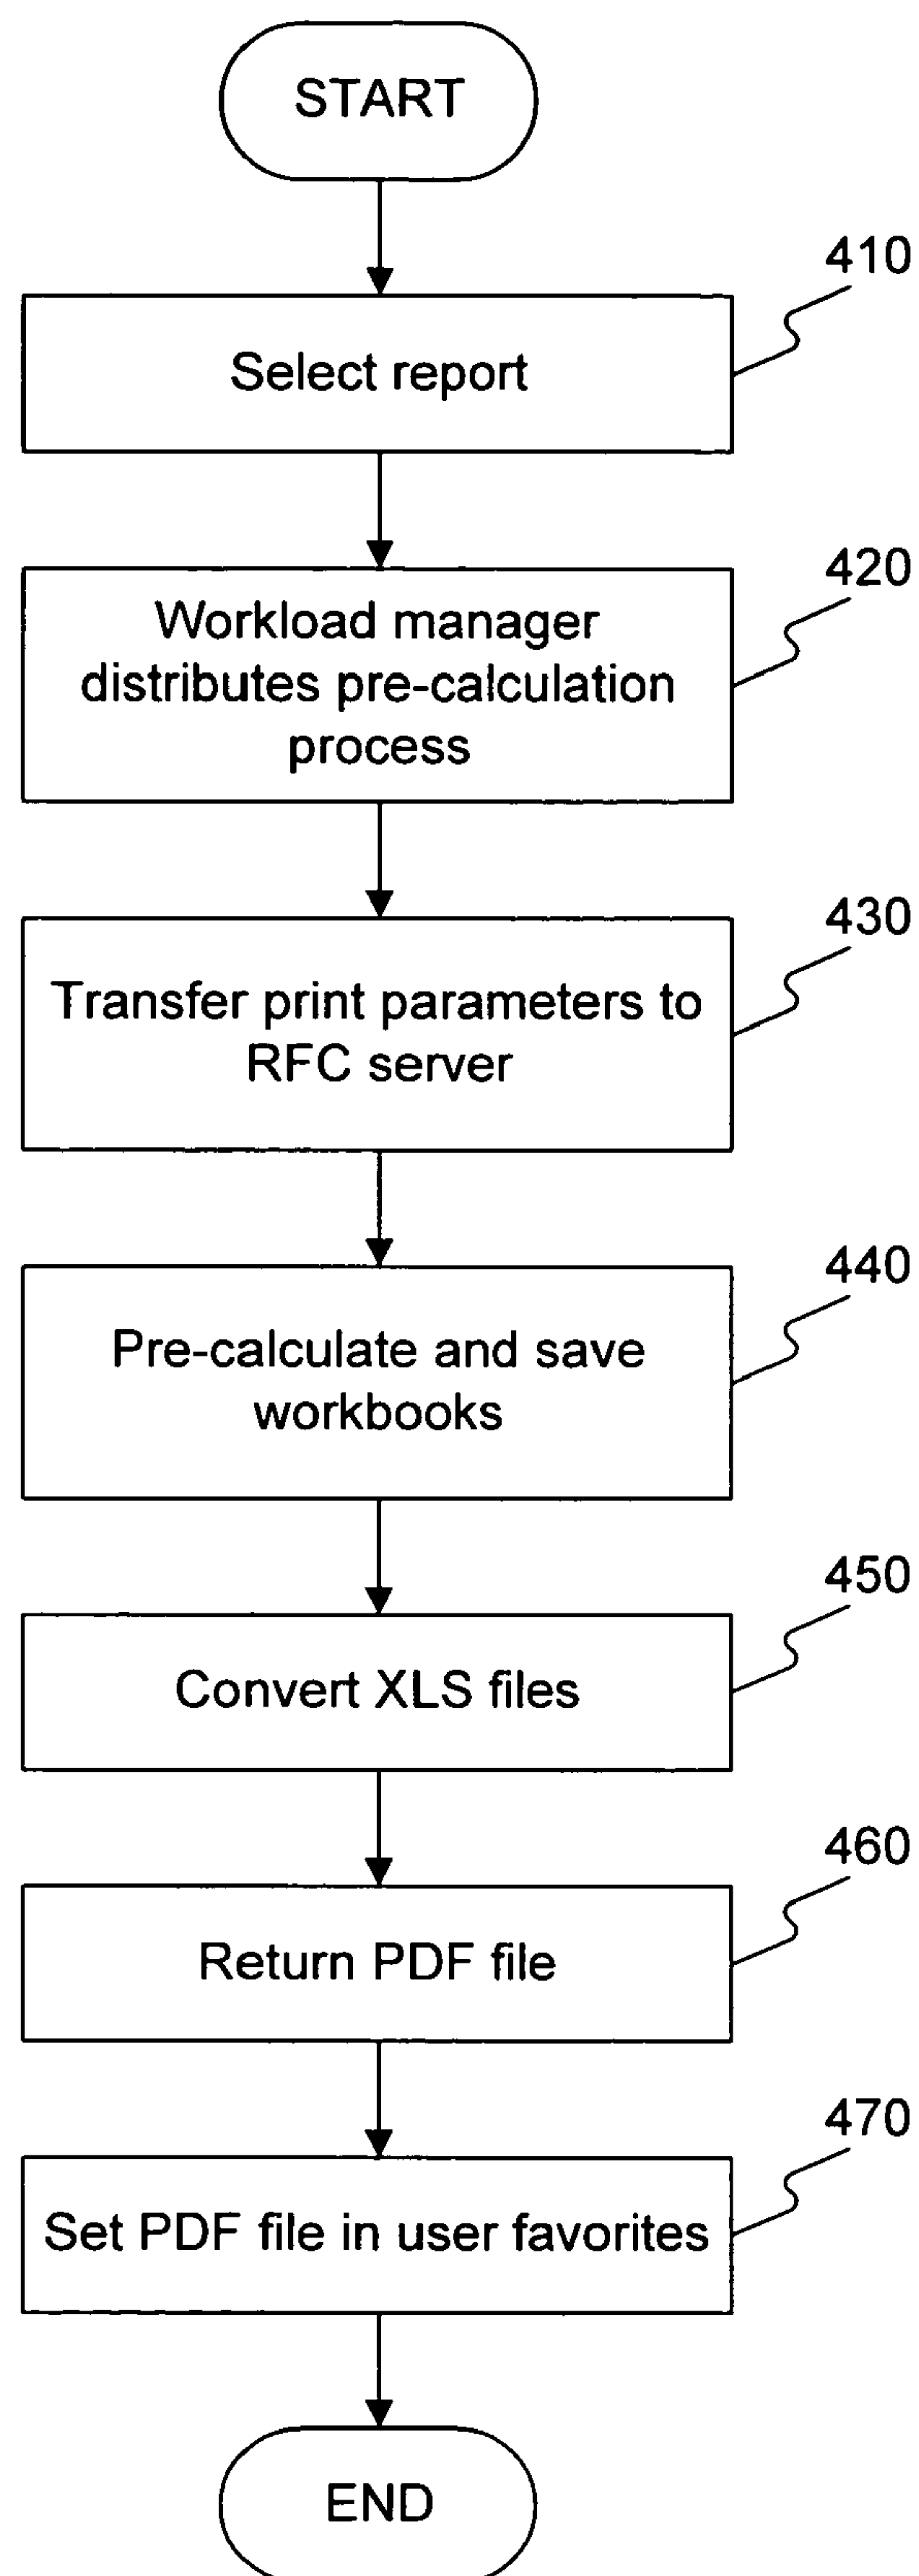 START
410
Select report
420
Workload manager
distributes pre-calculation
process
430
Transfer print parameters to
RFC server
440
Pre-calculate and save
workbooks
450
Convert XLS files
460
Return PDF file
470
Set PDF file in user favorites
END